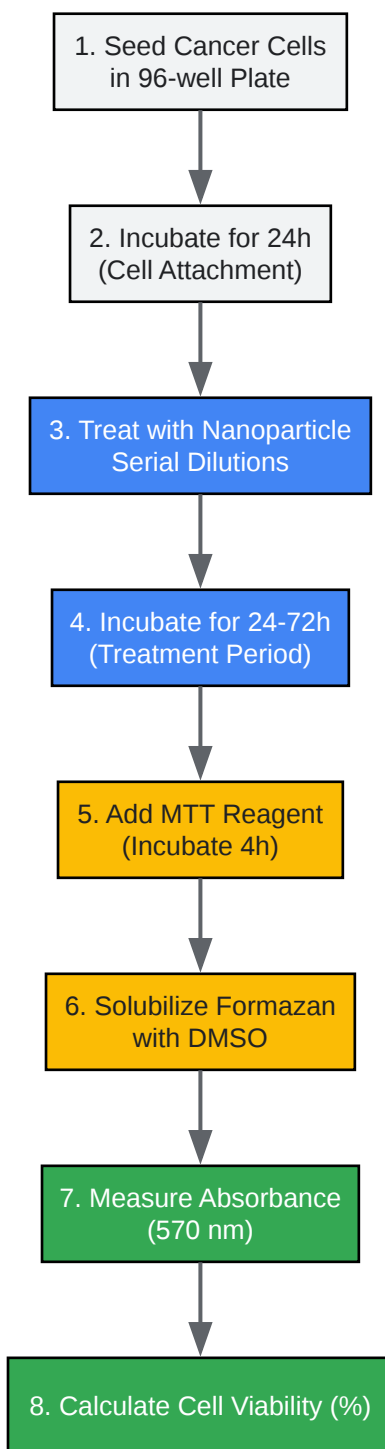 1. Seed Cancer Cells
in 96-well Plate
2. Incubate for 24h
(Cell Attachment)
3. Treat with Nanoparticle
Serial Dilutions
4. Incubate for 24-72h
(Treatment Period)
5. Add MTT Reagent
(Incubate 4h)
6. Solubilize Formazan
with DMSO
7. Measure Absorbance
(570 nm)
8. Calculate Cell Viability (%)